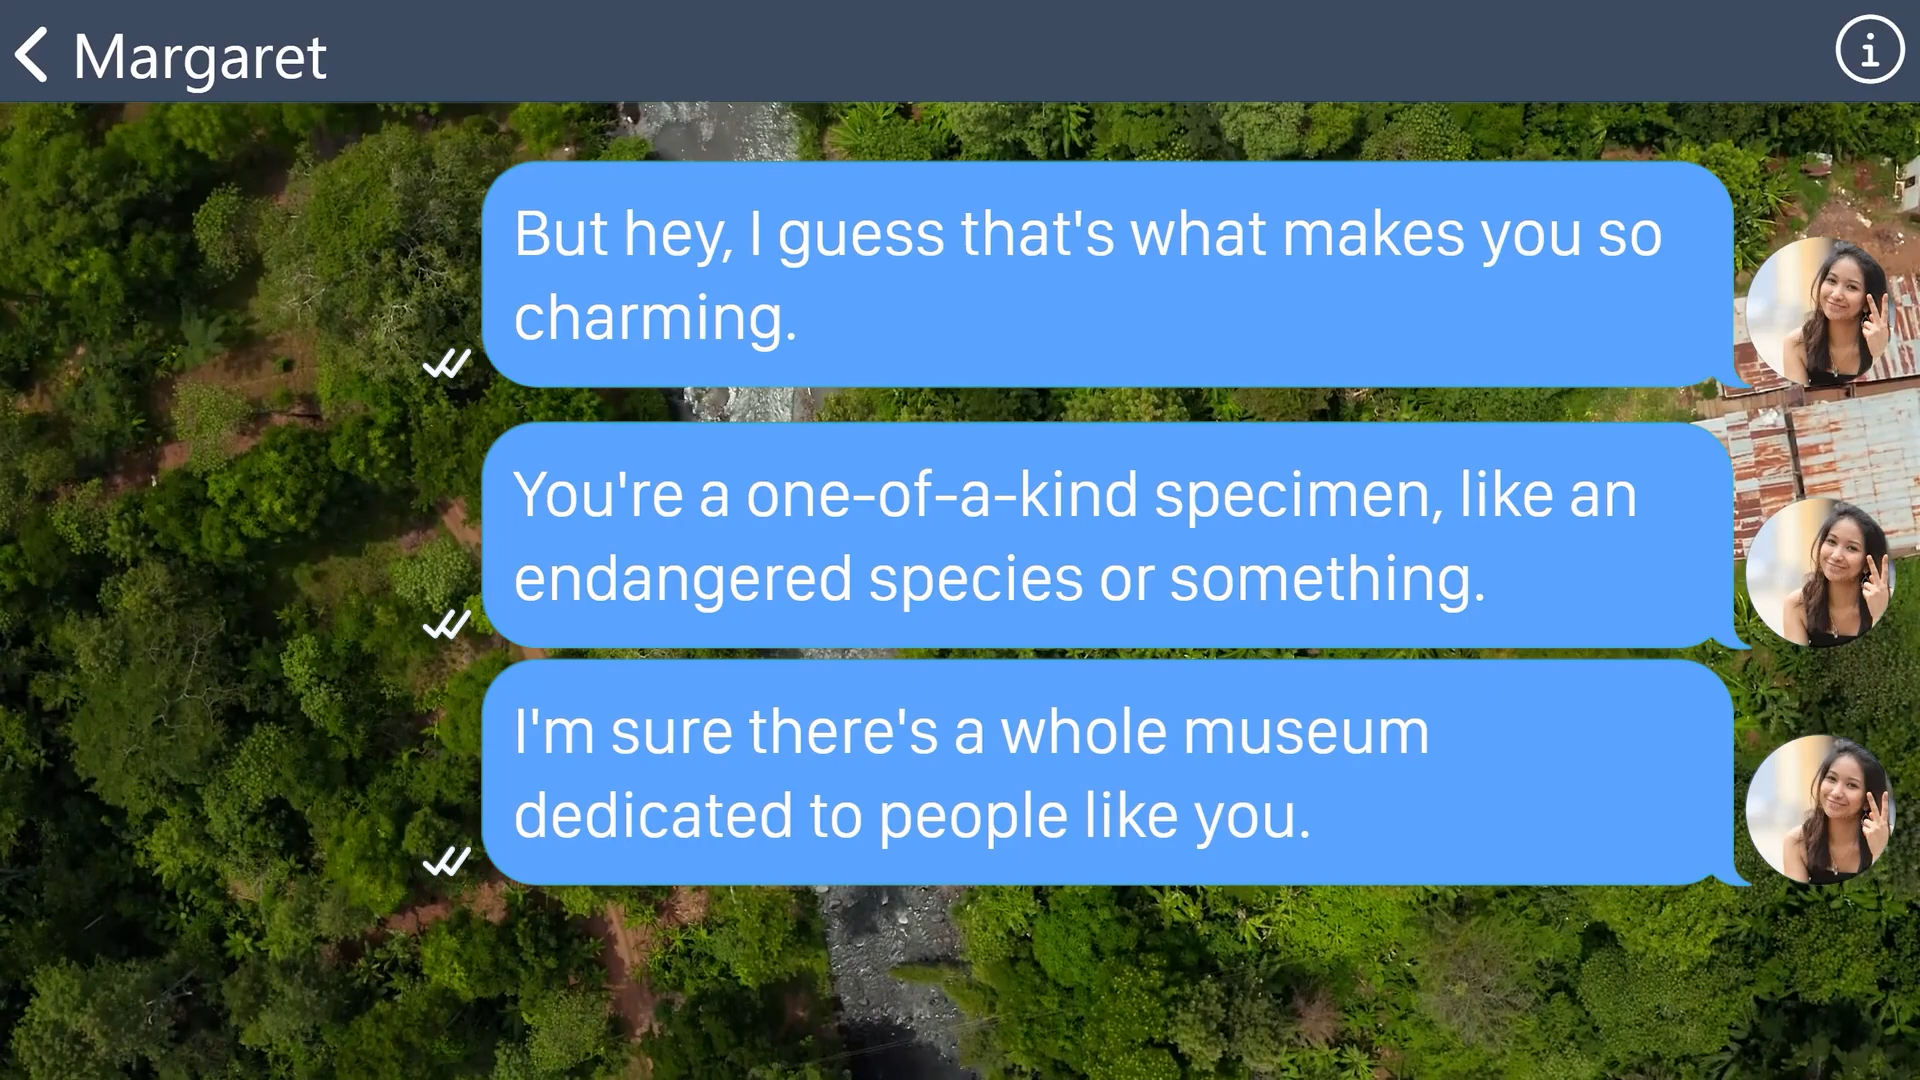 Margaret
But hey, I guess that's what makes you so
charming.
You're a one-of-a-kind specimen, like an
endangered species or something.
I'm sure there's a whole museum
dedicated to people like you.